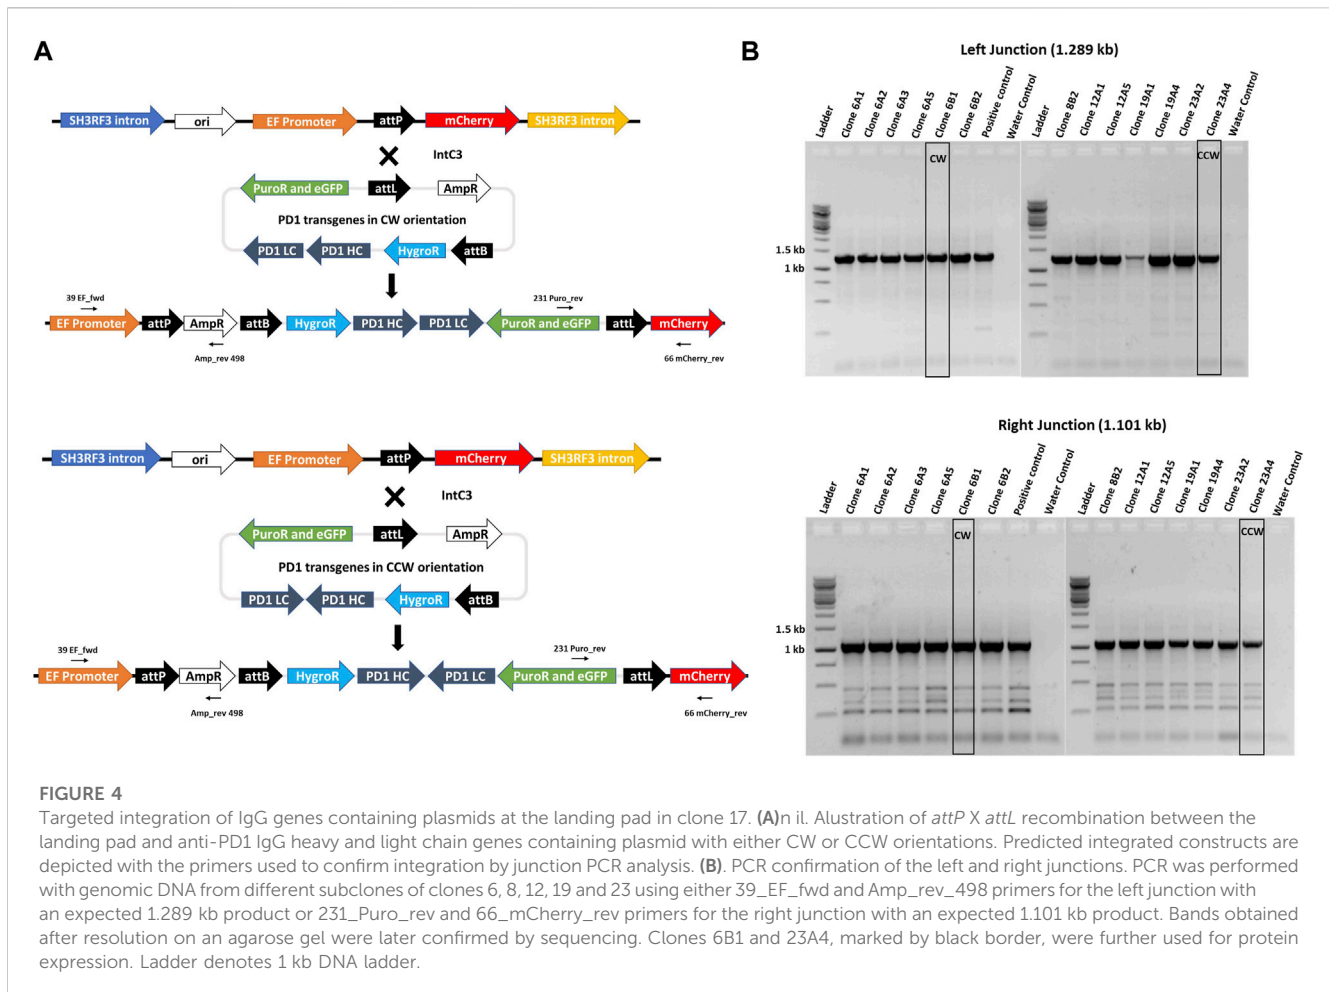 A
SH3RF3 intron ori EF Promoter attP mCherry SH3RF3 intron
IntC3
PuroR and eGFP attL AmpR
PD1 transgenes in CW orientation
PD1 LC PD1 HC HygroR attB
39 EF_fwd 231 Puro_rev
EF Promoter attP AmpR attB HygroR PD1 HC PD1 LC PuroR and eGFP attL mCherry
Amp_rev 498 66 mCherry_rev
SH3RF3 intron ori EF Promoter attP mCherry SH3RF3 intron
IntC3
PuroR and eGFP attL AmpR
PD1 transgenes in CCW orientation
PD1 LC PD1 HC HygroR attB
39 EF_fwd 231 Puro_rev
EF Promoter attP AmpR attB HygroR PD1 HC PD1 LC PuroR and eGFP attL mCherry
Amp_rev 498 66 mCherry_rev
B
Left Junction (1.289 kb)
Ladder Clone 6A1 Clone 6A2 Clone 6A3 Clone 6A5 Clone 6B1 Clone 6B2 Positive control Water Control Ladder Clone 8B2 Clone 12A1 Clone 12A5 Clone 19A1 Clone 19A4 Clone 23A2 Clone 23A4 Water Control
CW CCW
1.5 kb
1 kb
Right Junction (1.101 kb)
Ladder Clone 6A1 Clone 6A2 Clone 6A3 Clone 6A5 Clone 6B1 Clone 6B2 Positive control Water Control Ladder Clone 8B2 Clone 12A1 Clone 12A5 Clone 19A1 Clone 19A4 Clone 23A2 Clone 23A4 Water Control
CW CCW
1.5 kb
1 kb
FIGURE 4
Targeted integration of IgG genes containing plasmids at the landing pad in clone 17. (A)n il. Alustration of attP X attL recombination between the
landing pad and anti-PD1 IgG heavy and light chain genes containing plasmid with either CW or CCW orientations. Predicted integrated constructs are
depicted with the primers used to confirm integration by junction PCR analysis. (B). PCR confirmation of the left and right junctions. PCR was performed
with genomic DNA from different subclones of clones 6, 8, 12, 19 and 23 using either 39_EF_fwd and Amp_rev_498 primers for the left junction with
an expected 1.289 kb product or 231_Puro_rev and 66_mCherry_rev primers for the right junction with an expected 1.101 kb product. Bands obtained
after resolution on an agarose gel were later confirmed by sequencing. Clones 6B1 and 23A4, marked by black border, were further used for protein
expression. Ladder denotes 1 kb DNA ladder.